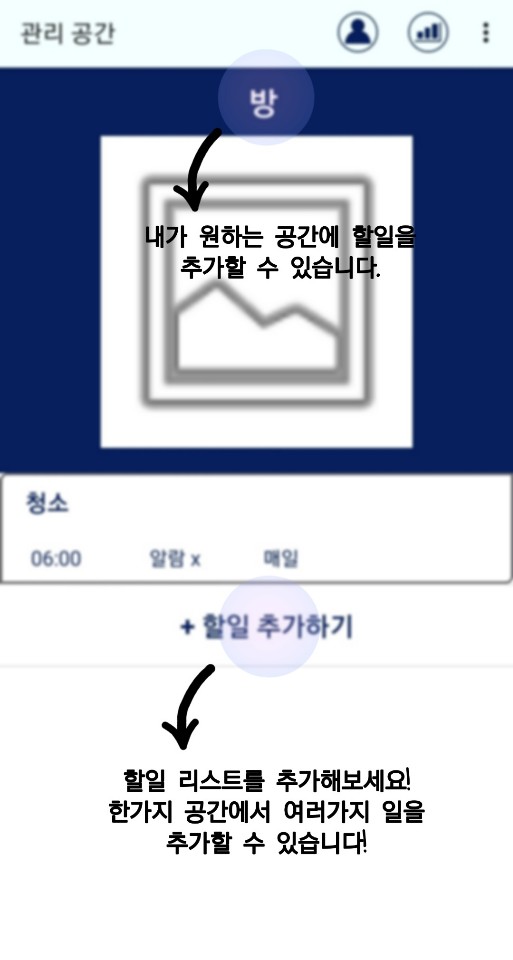 관리 공간
방
내가 원하는 공간에 할일을
추가할 수 있습니다.
청소
06:00 알람 x 매일
+ 할일 추가하기
할일 리스트를 추가해보세요!
한가지 공간에서 여러가지 일을
추가할 수 있습니다!